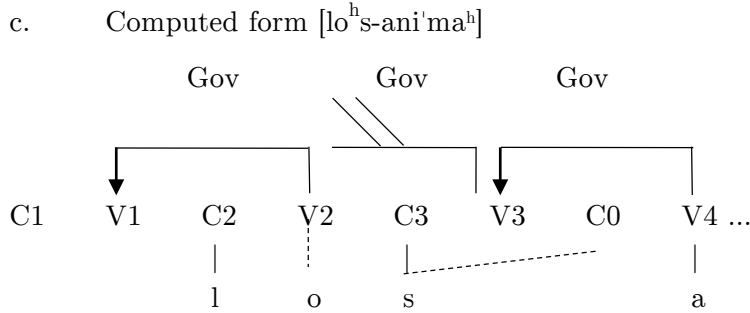 c. Computed form [loʰs-aniˈmaʰ]
Gov Gov Gov
C1 V1 C2 V2 C3 V3 C0 V4 ...
l o s a